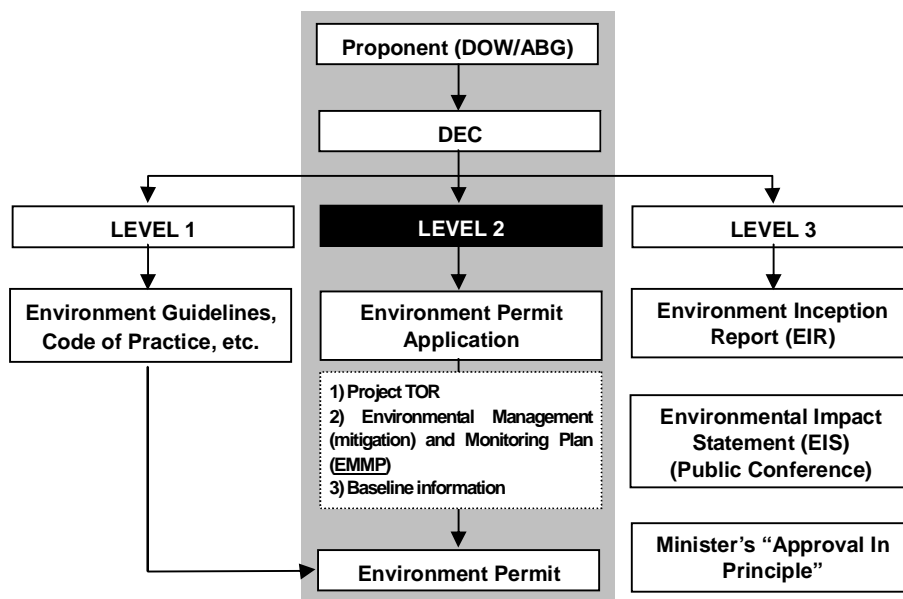 Proponent (DOW/ABG)
DEC
LEVEL 1
LEVEL 2
LEVEL 3
Environment Guidelines,
Code of Practice, etc.
Environment Permit
Application
Environment Inception
Report (EIR)
1) Project TOR
2) Environmental Management
(mitigation) and Monitoring Plan
(EMMP)
3) Baseline information
Environmental Impact
Statement (EIS)
(Public Conference)
Environment Permit
Minister’s “Approval In
Principle”